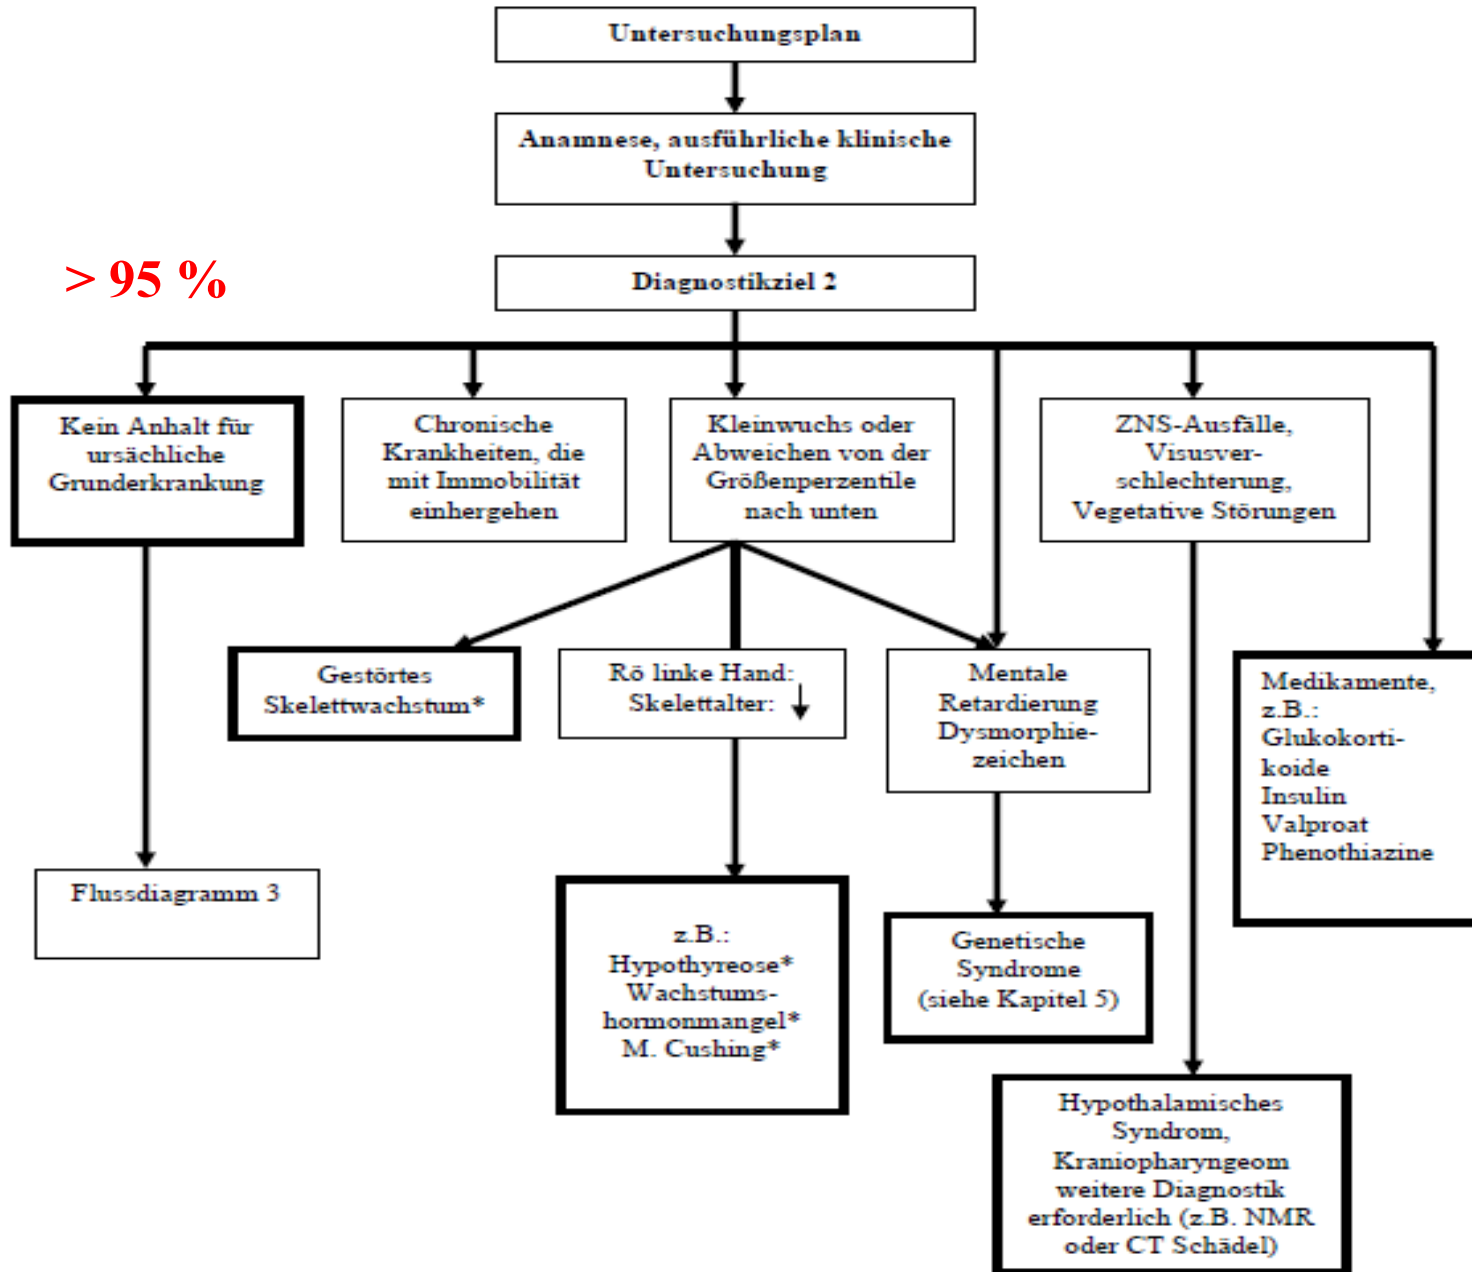 Untersuchungsplan
Anamnese, ausführliche klinische
Untersuchung
> 95 %
Diagnostikziel 2
Kein Anhalt für
ursächliche
Grunderkrankung
Chronische
Krankheiten, die
mit Immobilität
einhergehen
Kleinwuchs oder
Abweichen von der
Größenperzentile
nach unten
ZNS-Ausfälle,
Visusver-
schlechterung,
Vegetative Störungen
Gestörtes
Skelettwachstum*
Rö linke Hand:
Skelettalter: ↓
Mentale
Retardierung
Dysmorphie-
zeichen
Medikamente,
z.B.:
Glukokorti-
koide
Insulin
Valproat
Phenothiazine
Flussdiagramm 3
z.B.:
Hypothyreose*
Wachstums-
hormonmangel*
M. Cushing*
Genetische
Syndrome
(siehe Kapitel 5)
Hypothalamisches
Syndrom,
Kraniopharyngeom
weitere Diagnostik
erforderlich (z.B. NMR
oder CT Schädel)